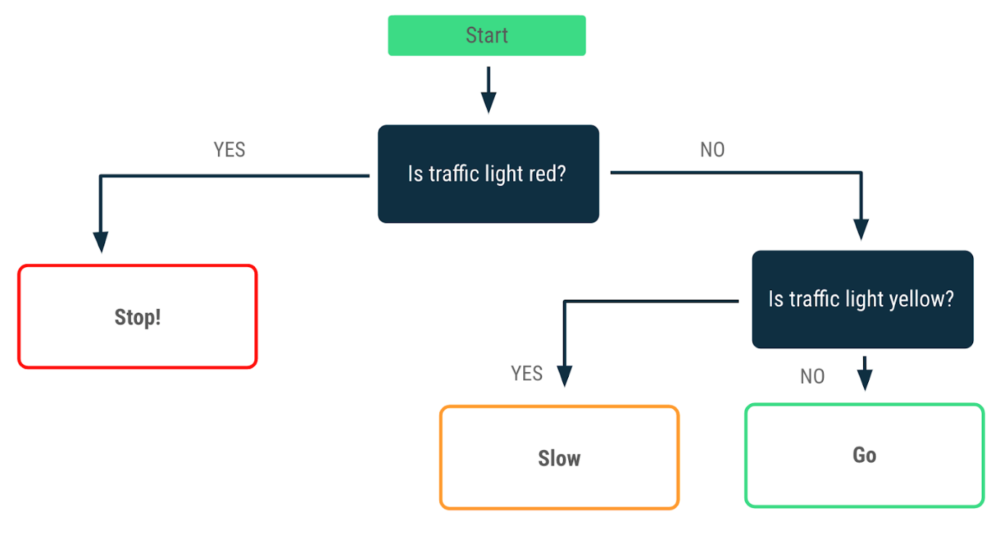 Start
YES
NO
Is traffic light red?
Is traffic light yellow?
Stop!
YES
NO
Slow
Go